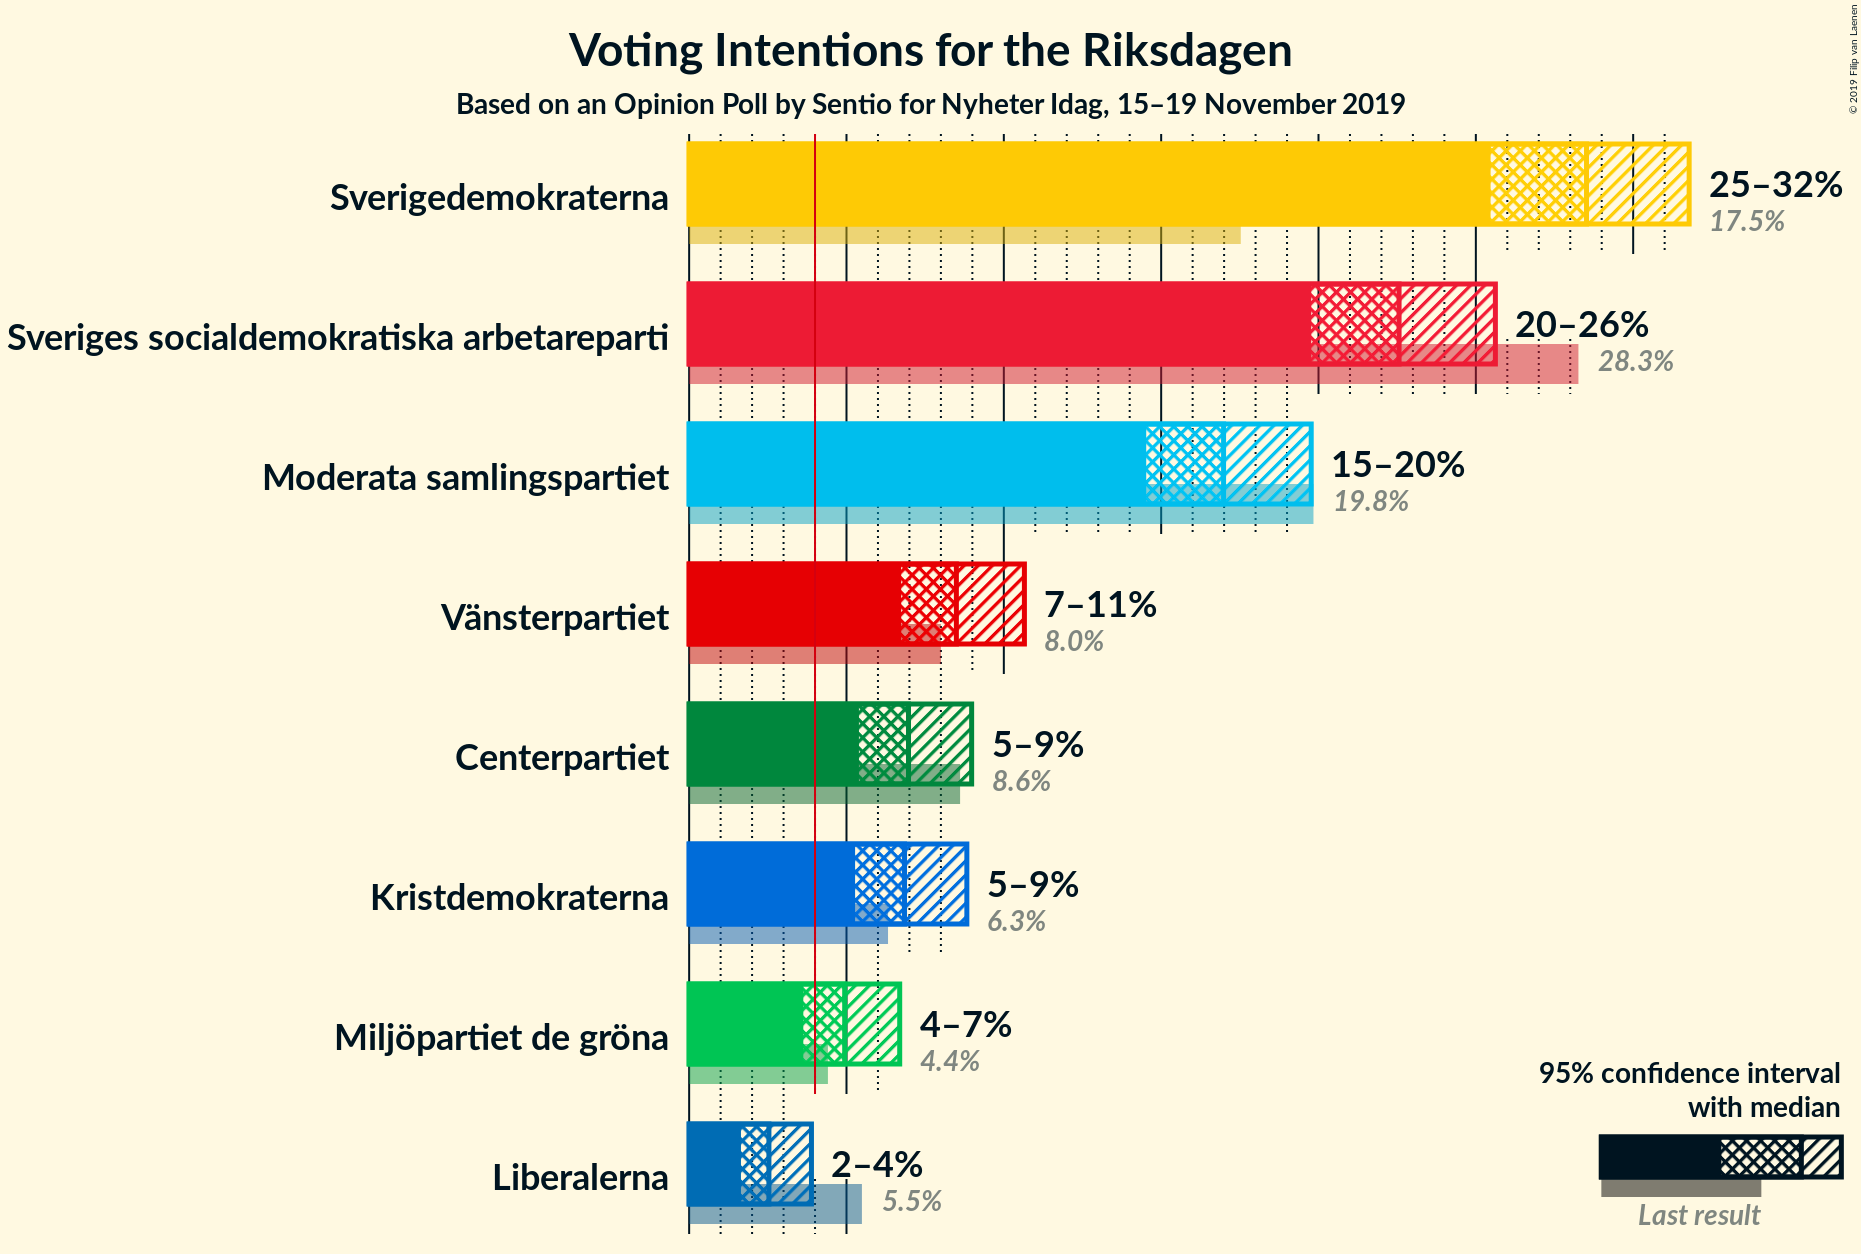 Voting Intentions for the Riksdagen
Based on an Opinion Poll by Sentio for Nyheter Idag, 15–19 November 2019
© 2019 Filip van Laenen
Sverigedemokraterna
25–32%
17.5%
Sveriges socialdemokratiska arbetareparti
20–26%
28.3%
Moderata samlingspartiet
15–20%
19.8%
Vänsterpartiet
7–11%
8.0%
Centerpartiet
5–9%
8.6%
Kristdemokraterna
5–9%
6.3%
Miljöpartiet de gröna
4–7%
4.4%
Liberalerna
2–4%
5.5%
95% confidence interval
with median
Last result